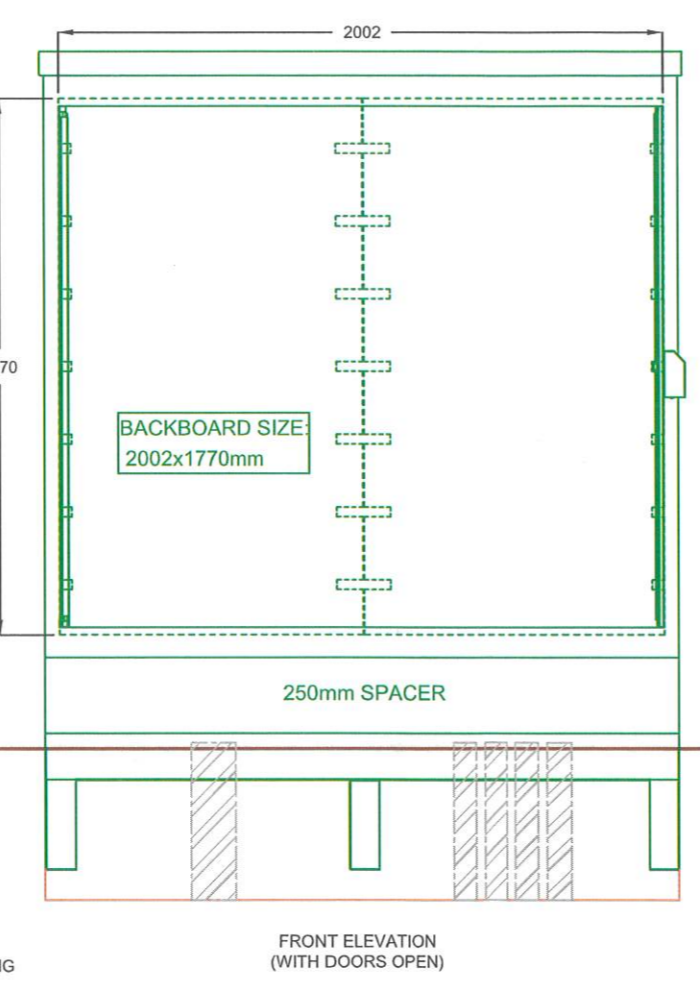 2002
70
BACKBOARD SIZE:
2002x1770mm
250mm SPACER
FRONT ELEVATION
(WITH DOORS OPEN)
IG